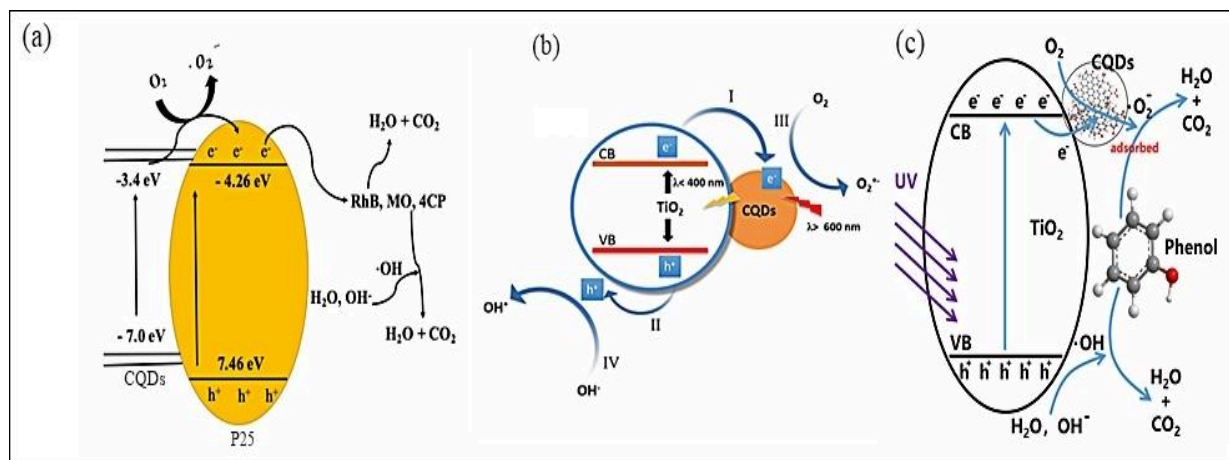 (a)
O₂
. O₂⁻
H₂O + CO₂
e⁻ e⁻ e⁻
-3.4 eV
- 4.26 eV
RhB, MO, 4CP
·OH
H₂O, OH⁻
- 7.0 eV
H₂O + CO₂
7.46 eV
CQDs
h⁺ h⁺ h⁺
P25
(b)
I
O₂
III
CB
e⁻
e⁻
λ< 400 nm
TiO₂
CQDs
O₂•⁻
λ> 600 nm
VB
h⁺
h⁺
OH•
II
IV
OH⁻
(c)
O₂
CQDs
H₂O
+
CO₂
e⁻ e⁻ e⁻ e⁻
·O₂⁻
CB
e⁻
adsorbed
UV
TiO₂
Phenol
VB
·OH
h⁺ h⁺ h⁺ h⁺ h⁺
H₂O
+
CO₂
H₂O, OH⁻